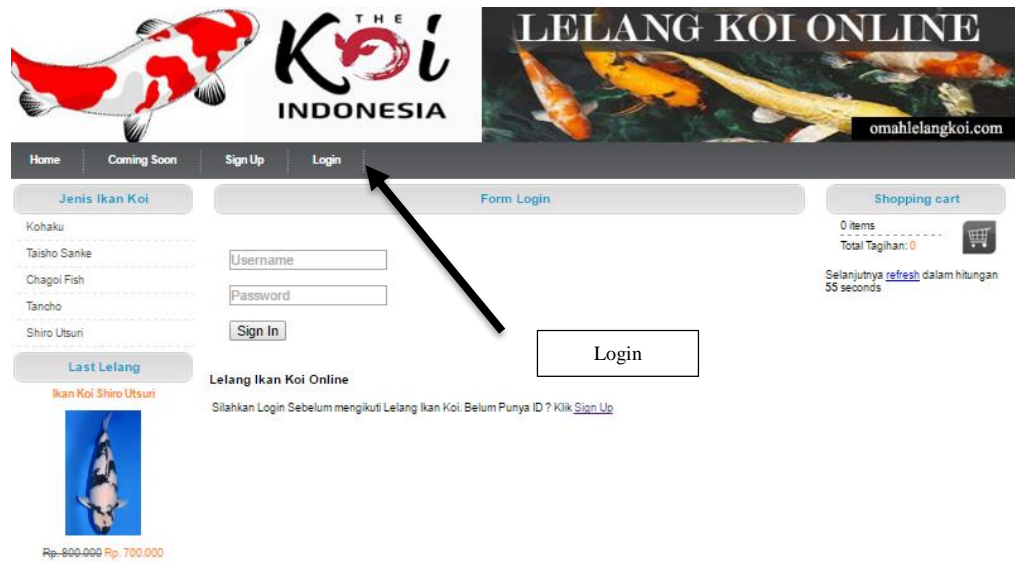 THE
Koi
INDONESIA
LELANG KOI ONLINE
omahlelangkoi.com
Home Coming Soon Sign Up Login
Jenis Ikan Koi
Kohaku
Taisho Sanke
Chagoi Fish
Tancho
Shiro Utsuri
Last Lelang
Ikan Koi Shiro Utsuri
Rp. 800.000 Rp. 700.000
Form Login
Username
Password
Sign In
Login
Lelang Ikan Koi Online
Silahkan Login Sebelum mengikuti Lelang Ikan Koi. Belum Punya ID ? Klik Sign Up
Shopping cart
0 items
Total Tagihan: 0
Selanjutnya refresh dalam hitungan
55 seconds